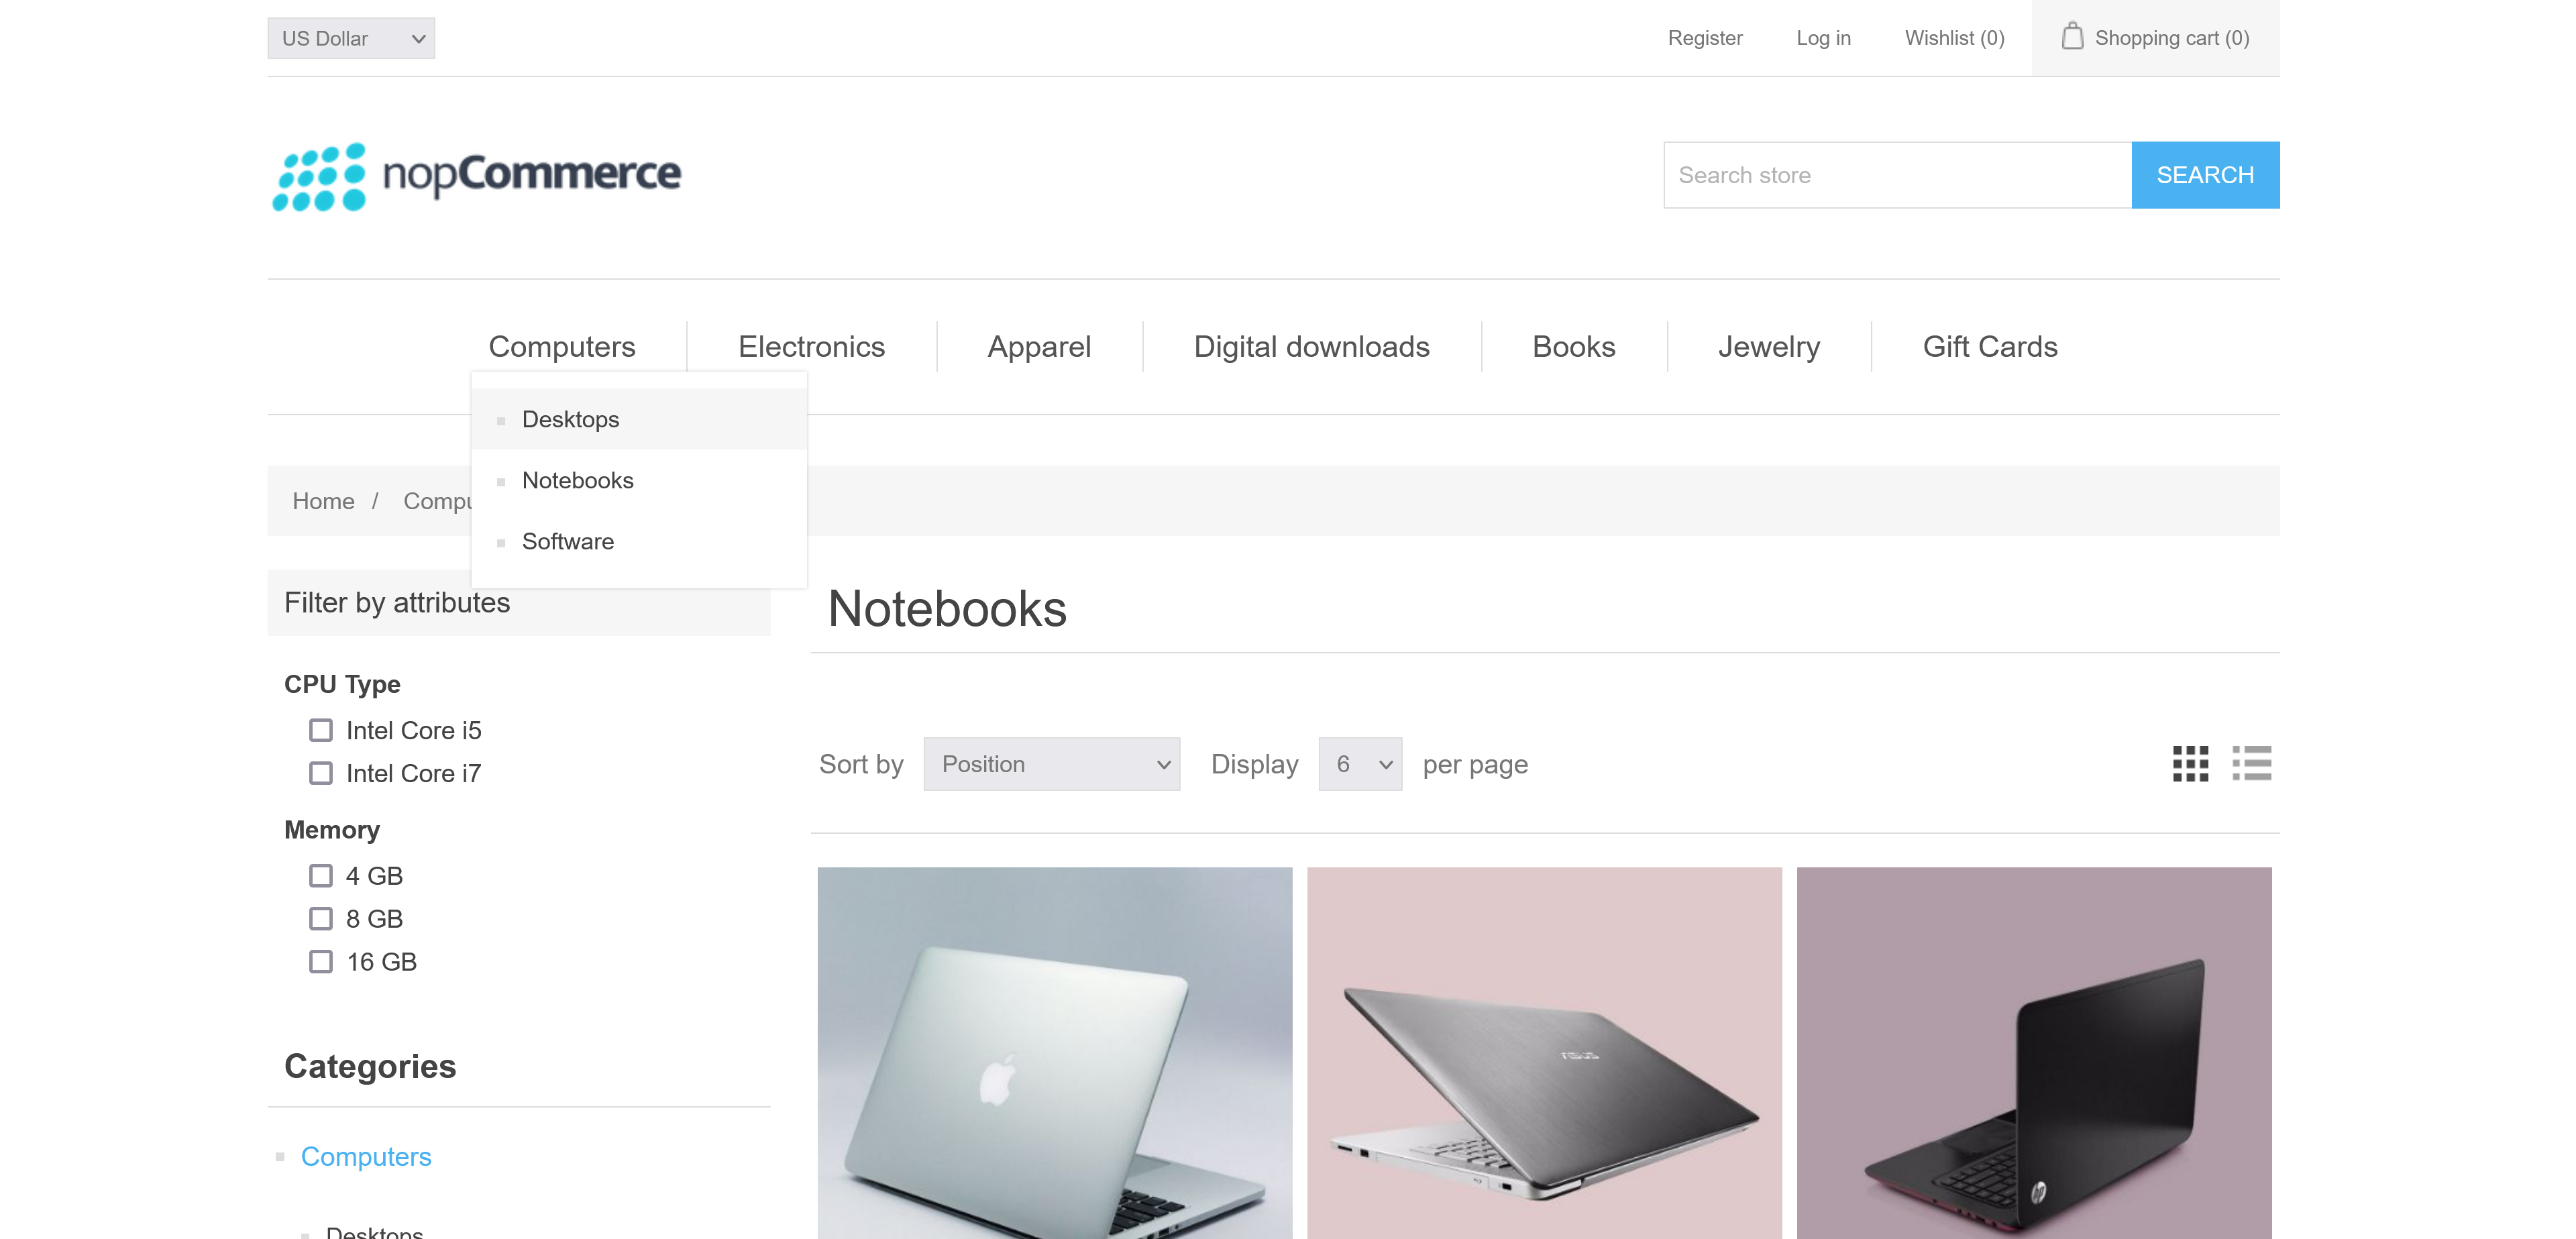 US Dollar
Register
Log in
Wishlist (0)
Shopping cart (0)
nopCommerce
Search store
SEARCH
Computers
Electronics
Apparel
Digital downloads
Books
Jewelry
Gift Cards
Desktops
Notebooks
Software
Home / Compu
Filter by attributes
CPU Type
Intel Core i5
Intel Core i7
Memory
4 GB
8 GB
16 GB
Categories
Computers
Desktops
Notebooks
Sort by Position Display 6 per page
ASUS
hp